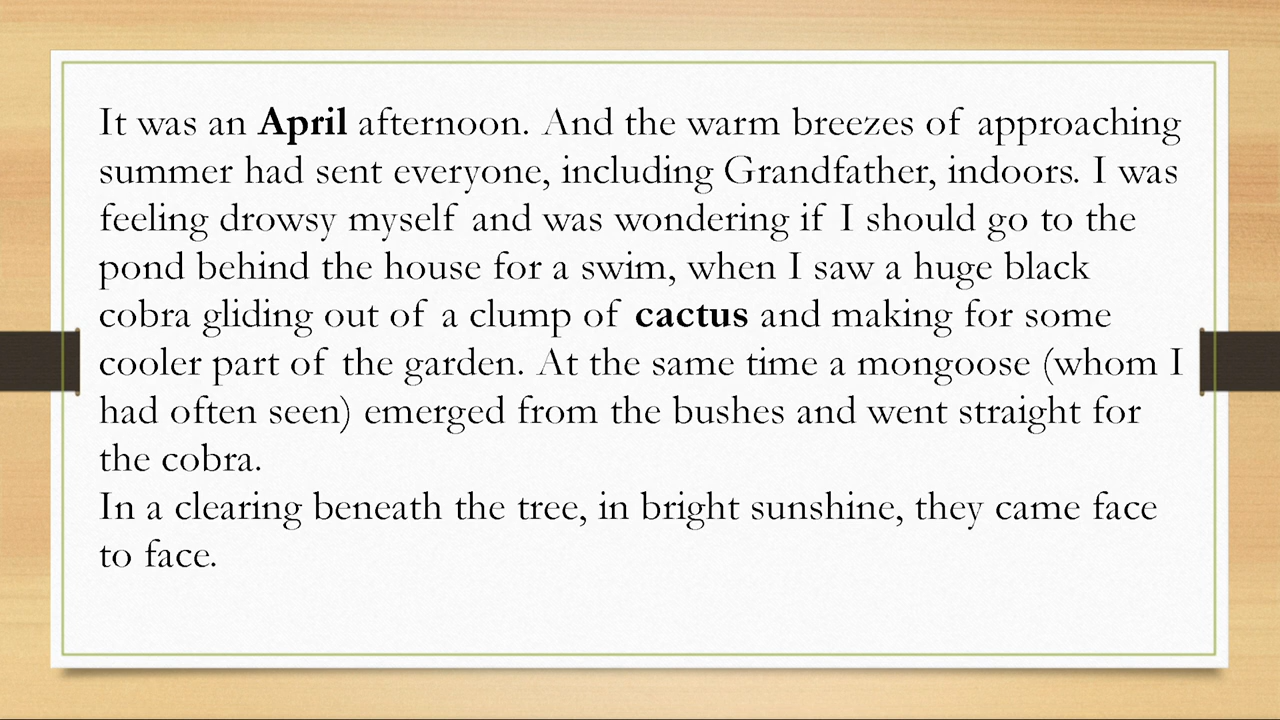 It was an April afternoon. And the warm breezes of approaching
summer had sent everyone, including Grandfather, indoors. I was
feeling drowsy myself and was wondering if I should go to the
pond behind the house for a swim, when I saw a huge black
cobra gliding out of a clump of cactus and making for some
cooler part of the garden. At the same time a mongoose (whom I
had often seen) emerged from the bushes and went straight for
the cobra.
In a clearing beneath the tree, in bright sunshine, they came face
to face.